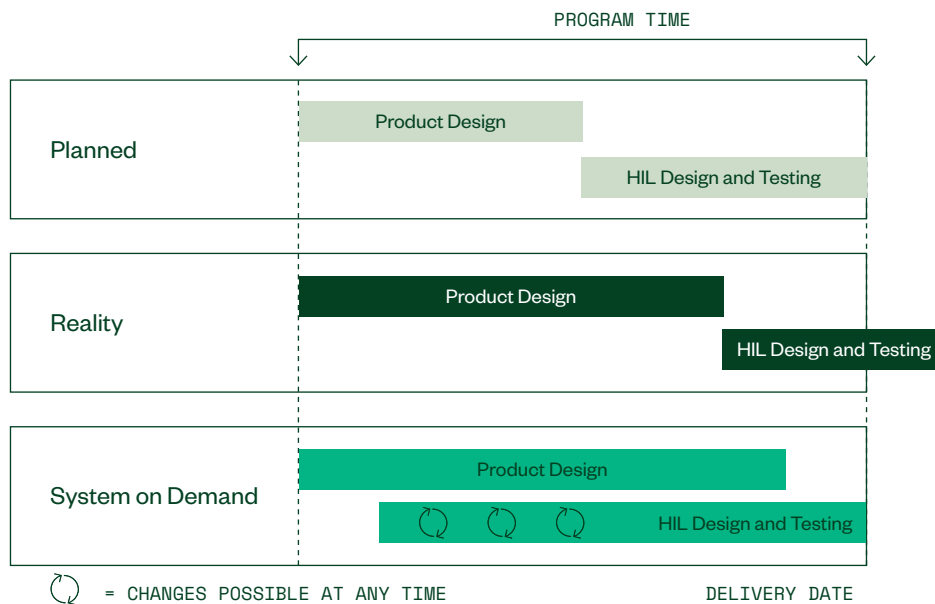 PROGRAM TIME
Planned
Product Design
HIL Design and Testing
Reality
Product Design
HIL Design and Testing
System on Demand
Product Design
HIL Design and Testing
= CHANGES POSSIBLE AT ANY TIME
DELIVERY DATE